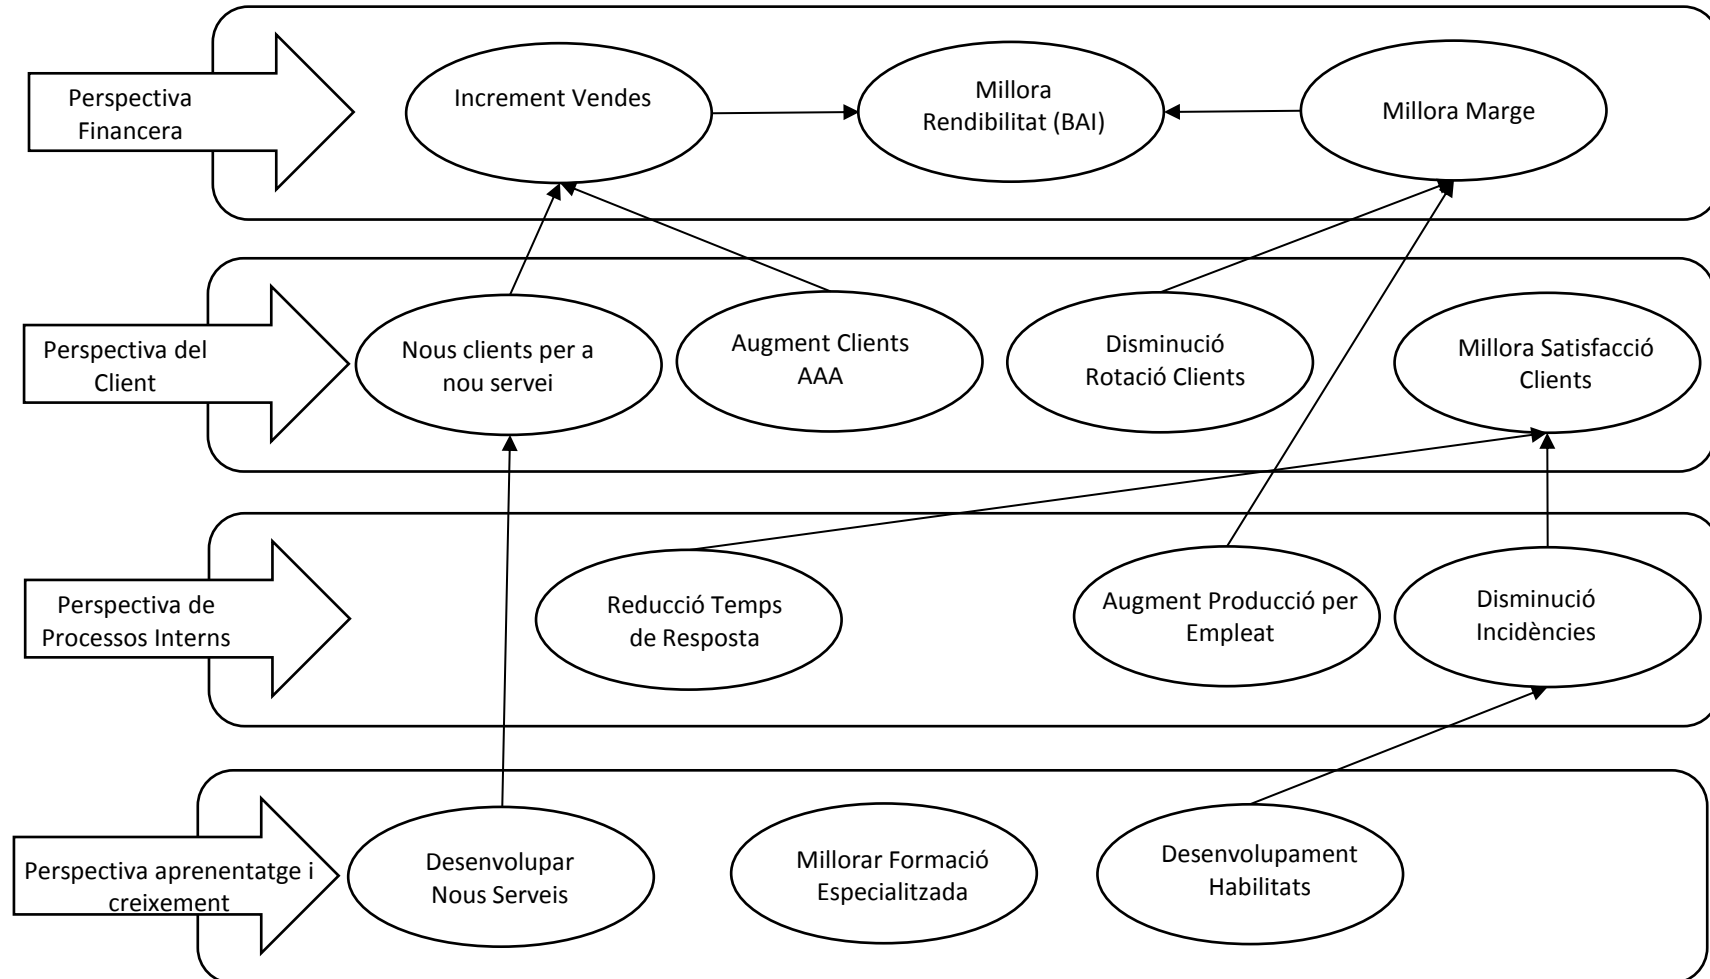 Perspectiva
Financera
Increment Vendes
Millora
Rendibilitat (BAI)
Millora Marge
Perspectiva del
Client
Nous clients per a
nou servei
Augment Clients
AAA
Disminució
Rotació Clients
Millora Satisfacció
Clients
Perspectiva de
Processos Interns
Reducció Temps
de Resposta
Augment Producció per
Empleat
Disminució
Incidències
Perspectiva aprenentatge i
creixement
Desenvolupar
Nous Serveis
Millorar Formació
Especialitzada
Desenvolupament
Habilitats